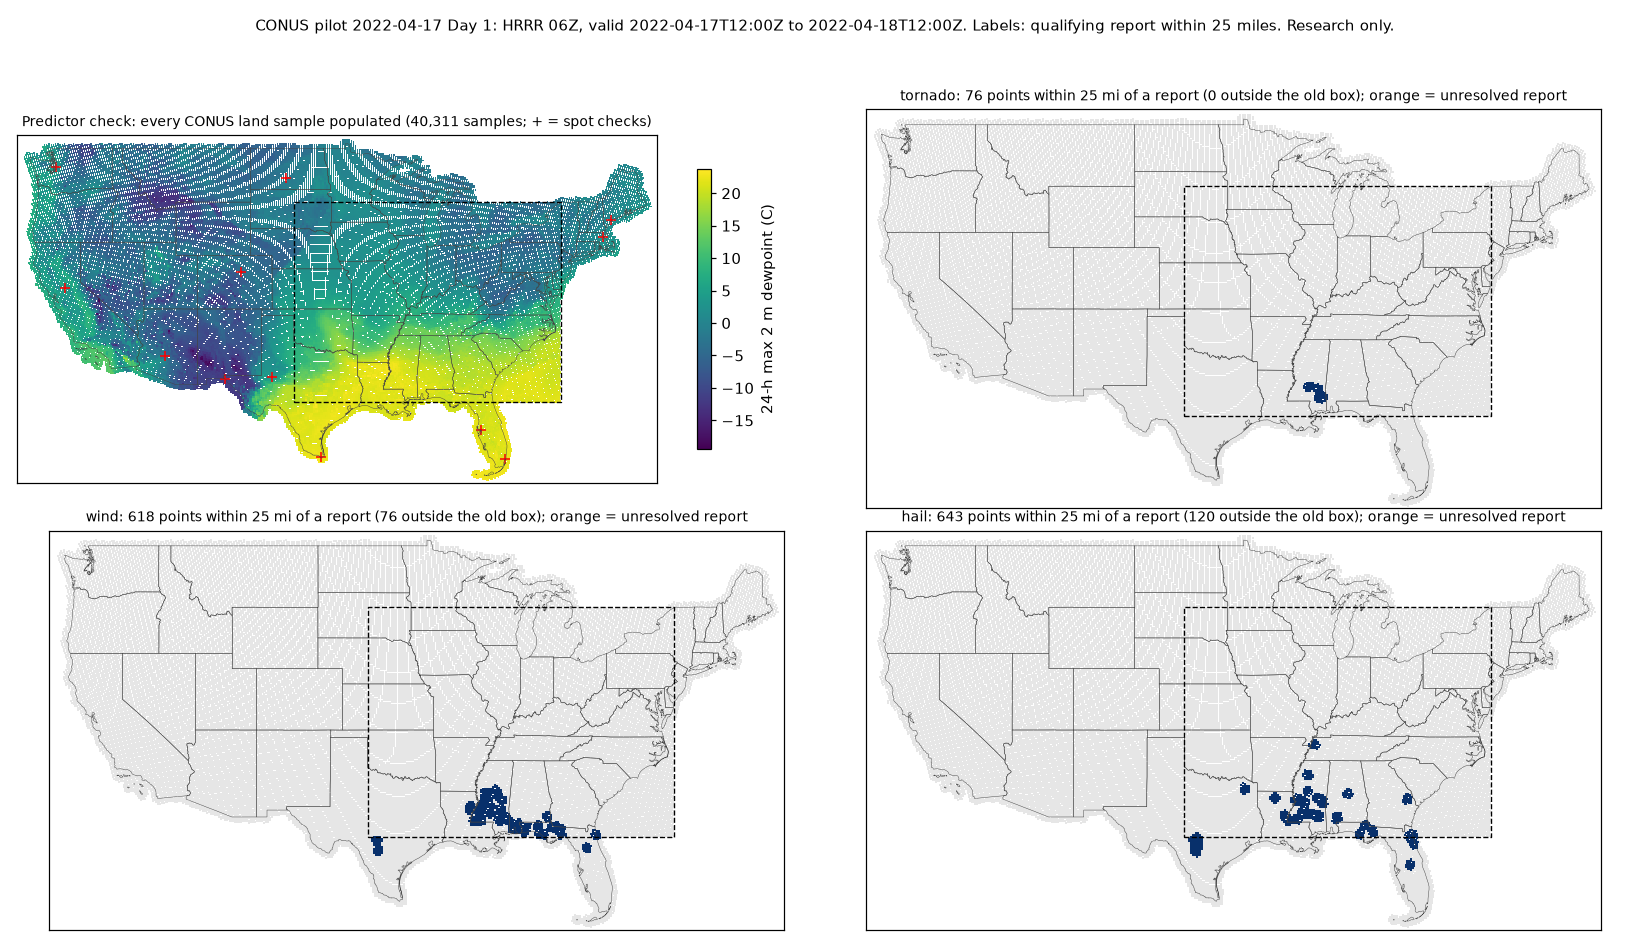 CONUS pilot 2022-04-17 Day 1: HRRR 06Z, valid 2022-04-17T12:00Z to 2022-04-18T12:00Z. Labels: qualifying report within 25 miles. Research only.
Predictor check: every CONUS land sample populated (40,311 samples; + = spot checks)
20
15
10
5
0
−5
−10
−15
24-h max 2 m dewpoint (C)
tornado: 76 points within 25 mi of a report (0 outside the old box); orange = unresolved report
wind: 618 points within 25 mi of a report (76 outside the old box); orange = unresolved report
hail: 643 points within 25 mi of a report (120 outside the old box); orange = unresolved report